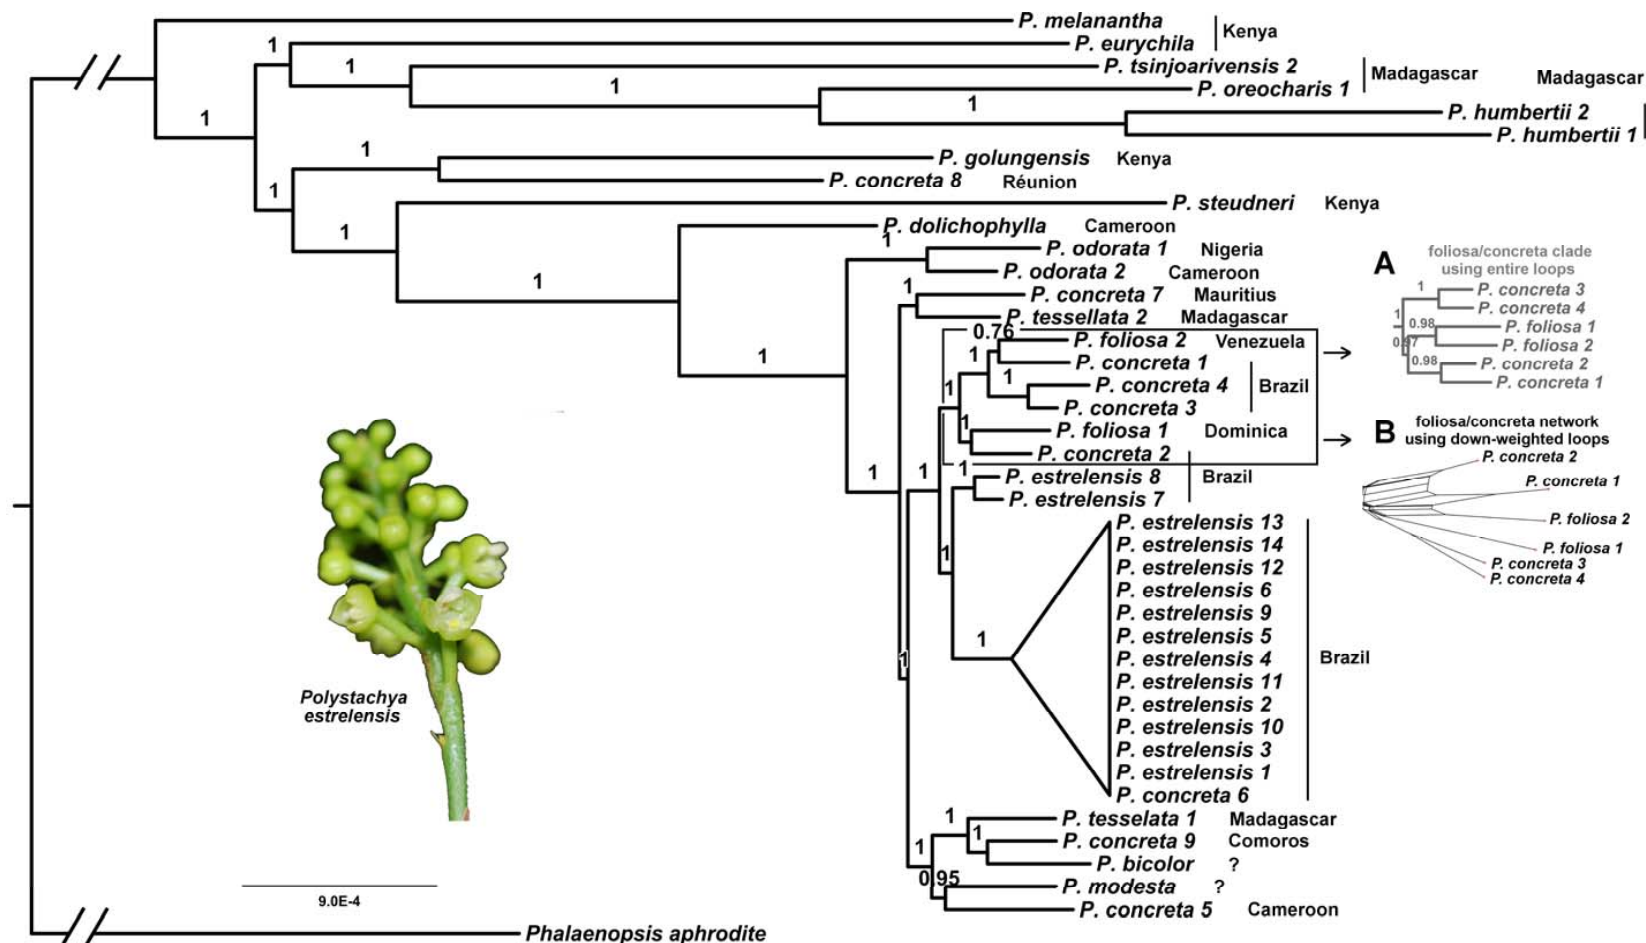 P. melanantha
1 P. eurychila Kenya
1 P. tsinjoarivensis 2
1 P. oreocharis 1 Madagascar Madagascar
1 P. humbertii 2
1 P. humbertii 1
1 P. golungensis Kenya
P. concreta 8 Réunion
1
P. steudneri Kenya
1 P. dolichophylla Cameroon
1 P. odorata 1 Nigeria
P. odorata 2 Cameroon
1
1 P. concreta 7 Mauritius
P. tessellata 2 Madagascar
0.76
P. foliosa 2 Venezuela
1 P. concreta 1
1 1 P. concreta 4 Brazil
1 P. concreta 3
1 P. foliosa 1 Dominica
P. concreta 2
1 1 1 P. estrelensis 8 Brazil
P. estrelensis 7
P. estrelensis 13
P. estrelensis 14
1 P. estrelensis 12
P. estrelensis 6
P. estrelensis 9
1 P. estrelensis 5
1 P. estrelensis 4 Brazil
P. estrelensis 11
P. estrelensis 2
P. estrelensis 10
P. estrelensis 3
P. estrelensis 1
P. concreta 6
1 P. tesselata 1 Madagascar
1 1 P. concreta 9 Comoros
P. bicolor ?
0.95 P. modesta ?
P. concreta 5 Cameroon
Phalaenopsis aphrodite
Polystachya
estrelensis
9.0E-4
A foliosa/concreta clade
using entire loops
1 P. concreta 3
P. concreta 4
1 0.98 P. foliosa 1
0.97 P. foliosa 2
0.98 P. concreta 2
P. concreta 1
B foliosa/concreta network
using down-weighted loops
P. concreta 2
P. concreta 1
P. foliosa 2
P. foliosa 1
P. concreta 3
P. concreta 4